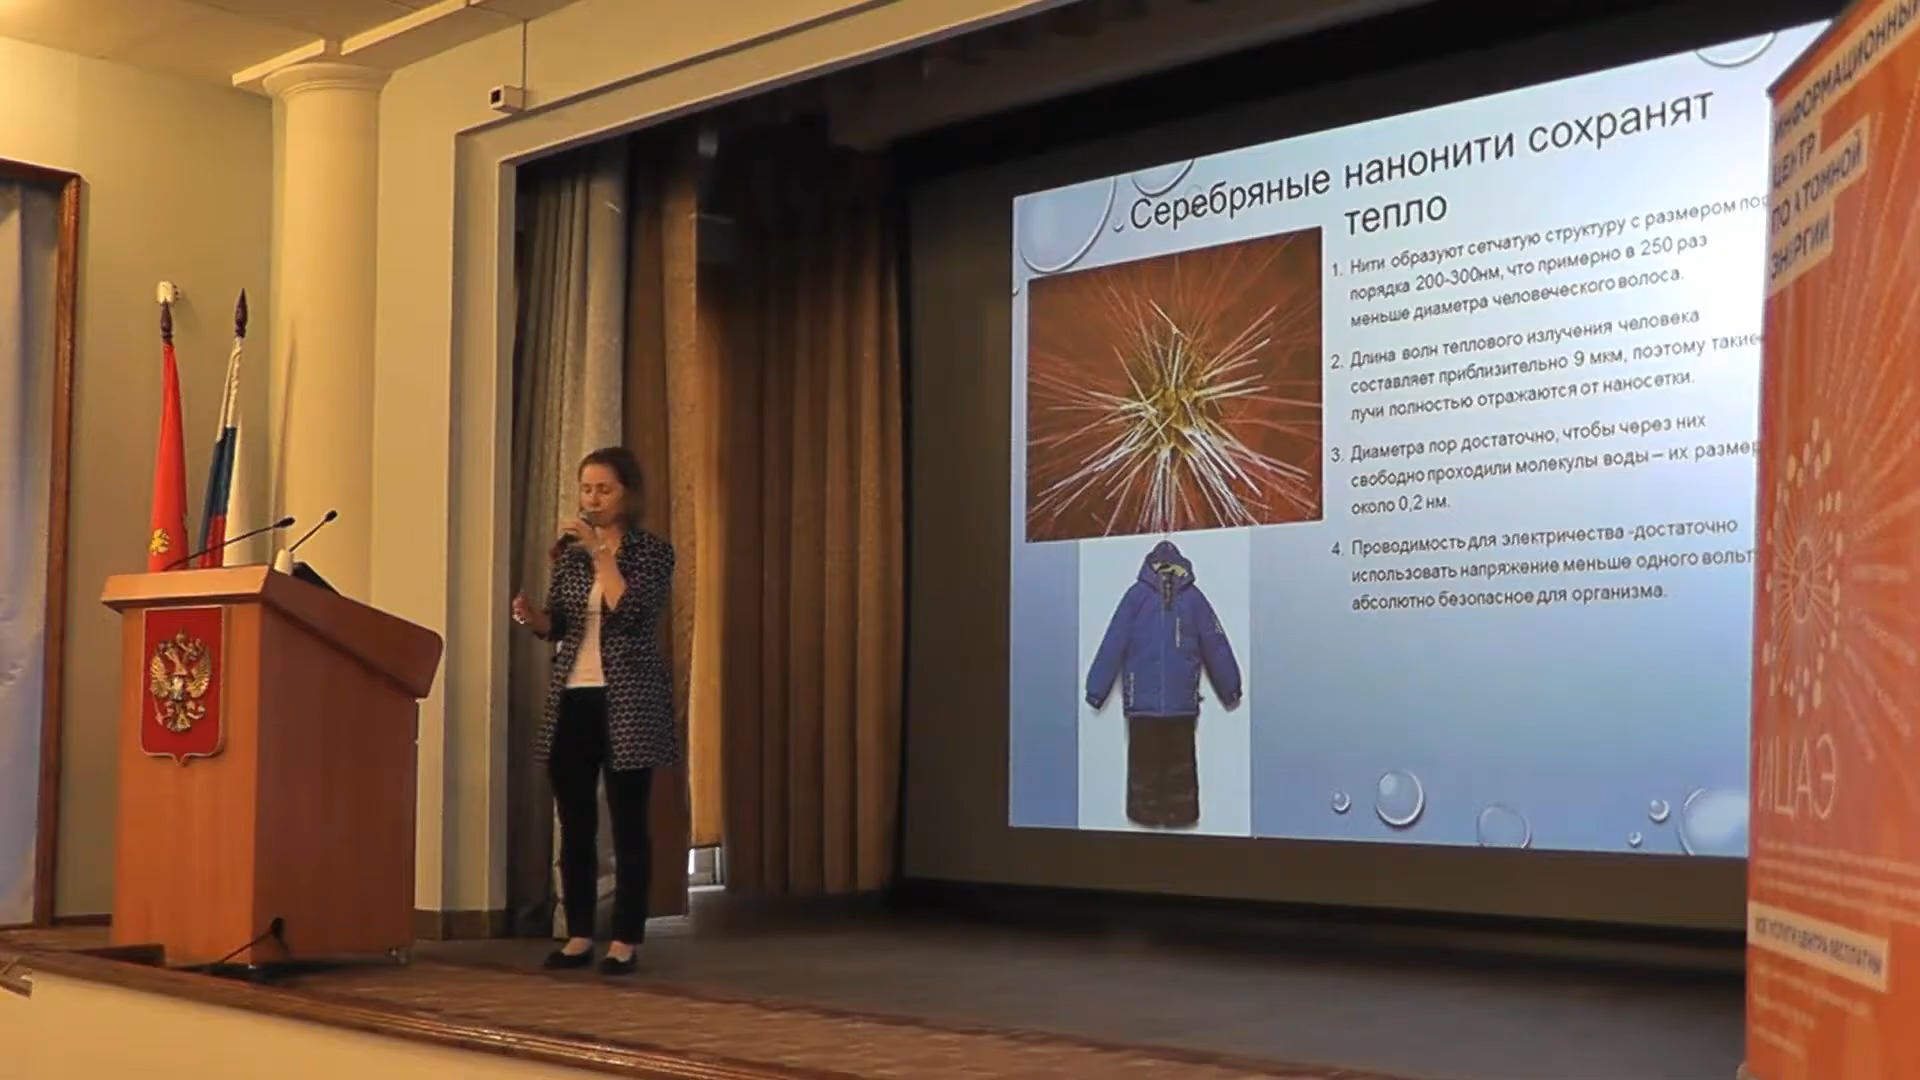 Серебряные нанонити сохранят
тепло
1. Нити образуют сетчатую структуру с размером пор
порядка 200-300нм, что примерно в 250 раз
меньше диаметра человеческого волоса.
2. Длина волн теплового излучения человека
составляет приблизительно 9 мкм, поэтому такие
лучи полностью отражаются от наносетки.
3. Диаметра пор достаточно, чтобы через них
свободно проходили молекулы воды – их размер
около 0,2 нм.
4. Проводимость для электричества -достаточно
использовать напряжение меньше одного вольт
абсолютно безопасное для организма.
ИНФОРМАЦИОННЫЙ
ЦЕНТР
ПО АТОМНОЙ
ЭНЕРГИИ
ИЦАЭ
ВСЕ УСЛУГИ ЦЕНТРА БЕСПЛАТНЫ